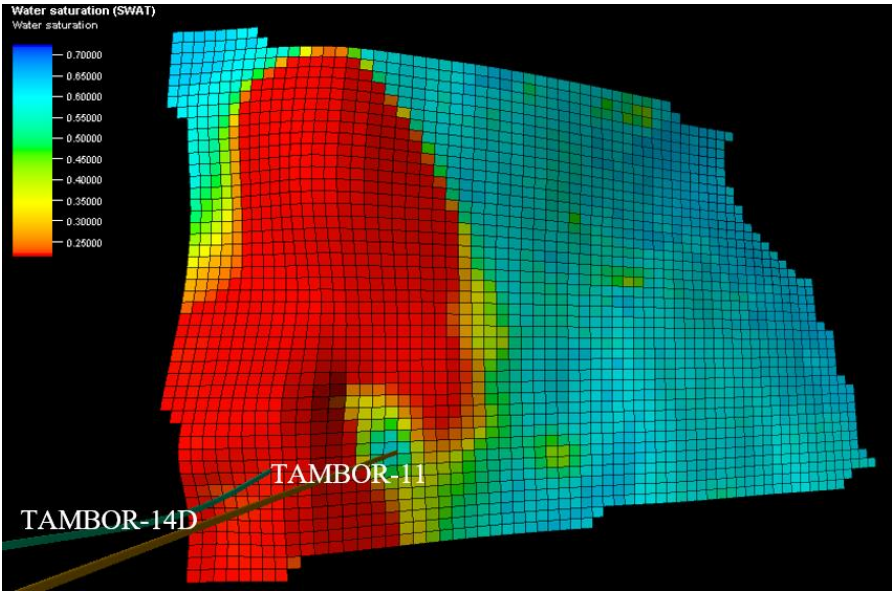 Water saturation (SWAT)
Water saturation
0.70000
0.65000
0.60000
0.55000
0.50000
0.45000
0.40000
0.35000
0.30000
0.25000
TAMBOR-11
TAMBOR-14D